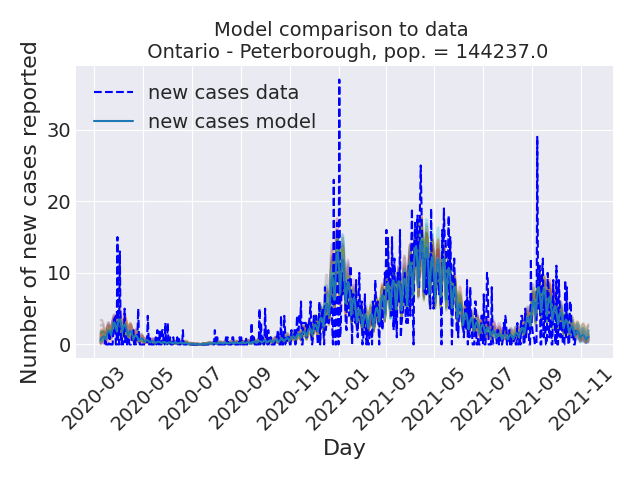 Model comparison to data
Ontario - Peterborough, pop. = 144237.0
new cases data
new cases model
Number of new cases reported
30
20
10
0
2020-03
2020-05
2020-07
2020-09
2020-11
2021-01
2021-03
2021-05
2021-07
2021-09
2021-11
Day